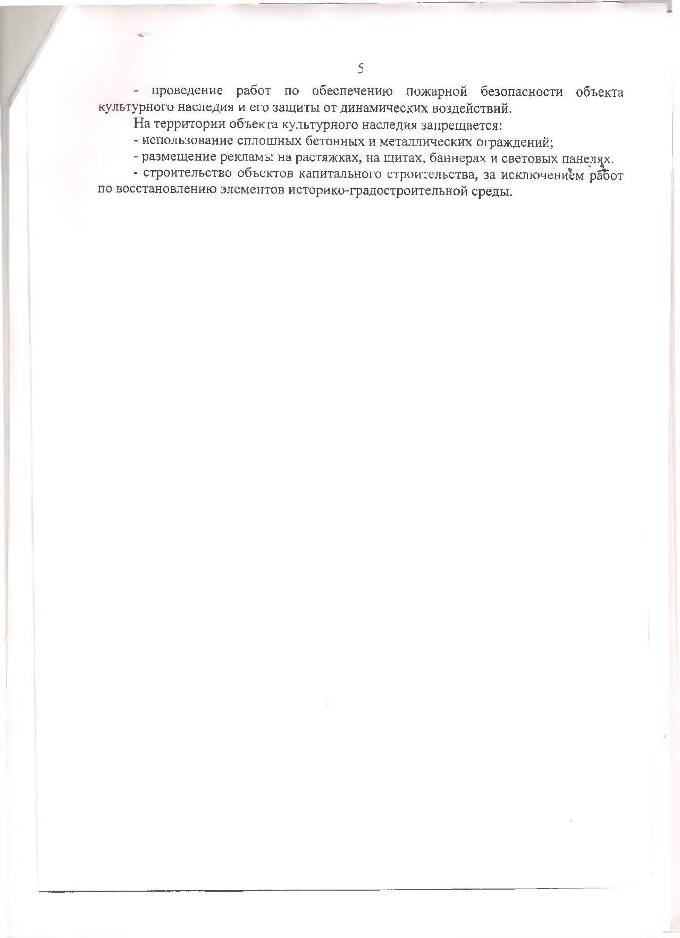 5
- проведение работ по обеспечению пожарной безопасности объекта
культурного наследия и его защиты от динамических воздействий.
На территории объекта культурного наследия запрещается:
- использование сплошных бетонных и металлических ограждений;
- размещение рекламы на растяжках, на щитах, баннерах и световых панелях.
- строительство объектов капитального строительства, за исключением работ
по восстановлению элементов историко-градостроительной среды.